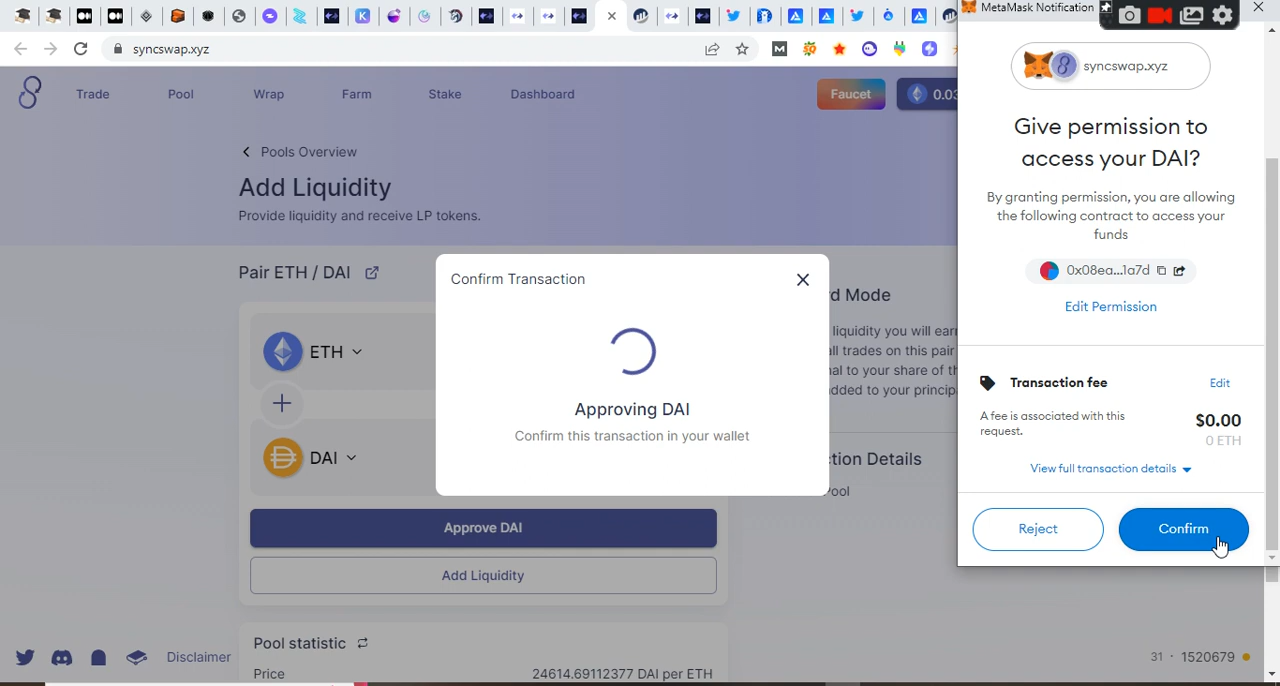 MetaMask Notification
syncswap.xyz
Trade
Pool
Wrap
Farm
Stake
Dashboard
Faucet
0.03
Pools Overview
Add Liquidity
Provide liquidity and receive LP tokens.
Pair ETH / DAI
ETH
DAI
Approve DAI
Add Liquidity
Pool statistic
Price
24614.69112377 DAI per ETH
Confirm Transaction
Approving DAI
Confirm this transaction in your wallet
d Mode
liquidity you will earn
all trades on this pair
nal to your share of th
added to your principa
ction Details
Pool
syncswap.xyz
Give permission to
access your DAI?
By granting permission, you are allowing
the following contract to access your
funds
0x08ea...1a7d
Edit Permission
Transaction fee
Edit
A fee is associated with this
request.
$0.00
0 ETH
View full transaction details
Reject
Confirm
Disclaimer
31 · 1520679